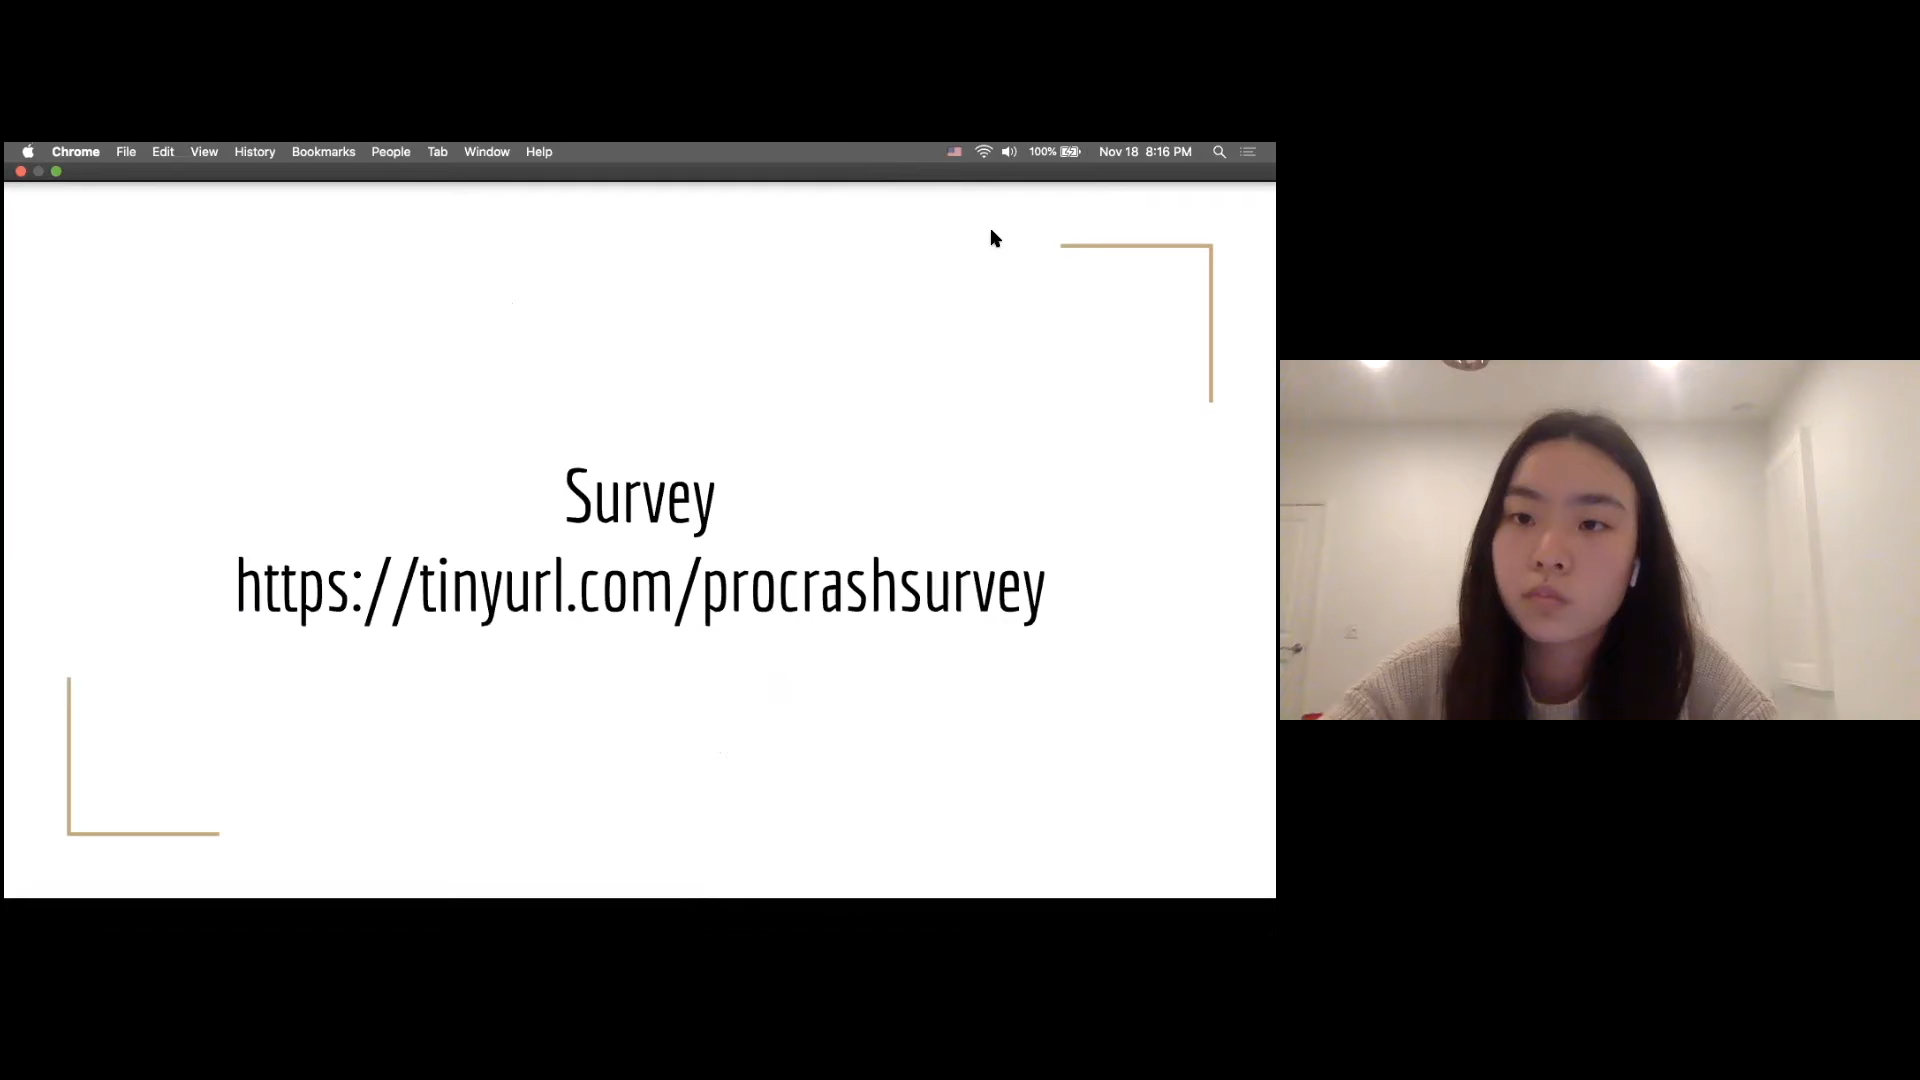 Chrome File Edit View History Bookmarks People Tab Window Help 100% Nov 18 8:16 PM
Survey
https://tinyurl.com/procrashsurvey